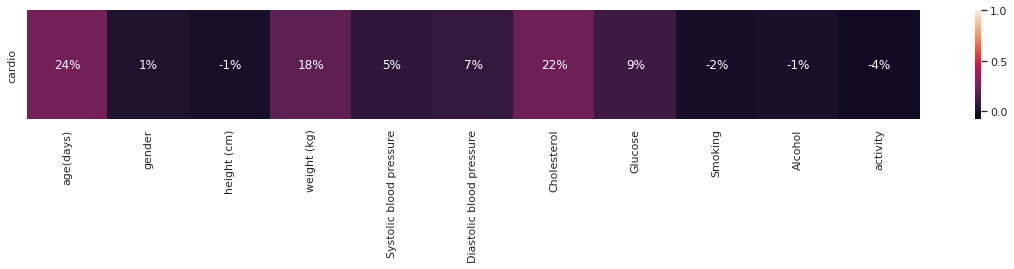 cardio
24% 1% -1% 18% 5% 7% 22% 9% -2% -1% -4%
age(days)
gender
height (cm)
weight (kg)
Systolic blood pressure
Diastolic blood pressure
Cholesterol
Glucose
Smoking
Alcohol
activity
1.0
0.5
0.0